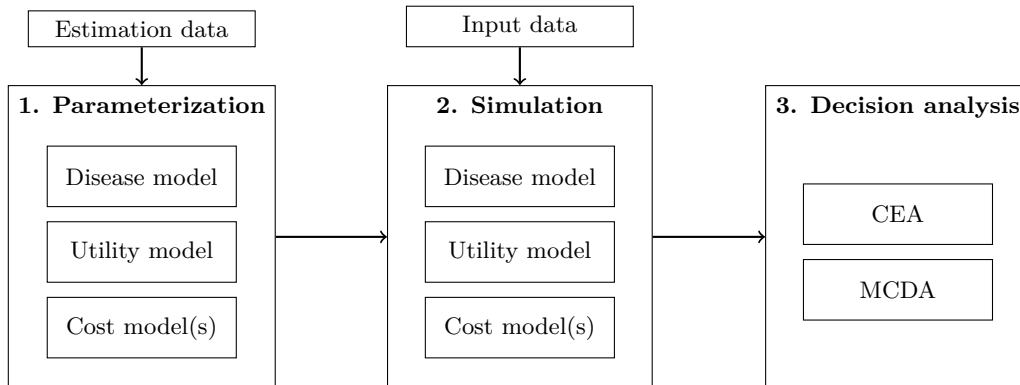 Estimation data
Input data
1. Parameterization
2. Simulation
3. Decision analysis
Disease model
Utility model
Cost model(s)
Disease model
Utility model
Cost model(s)
CEA
MCDA